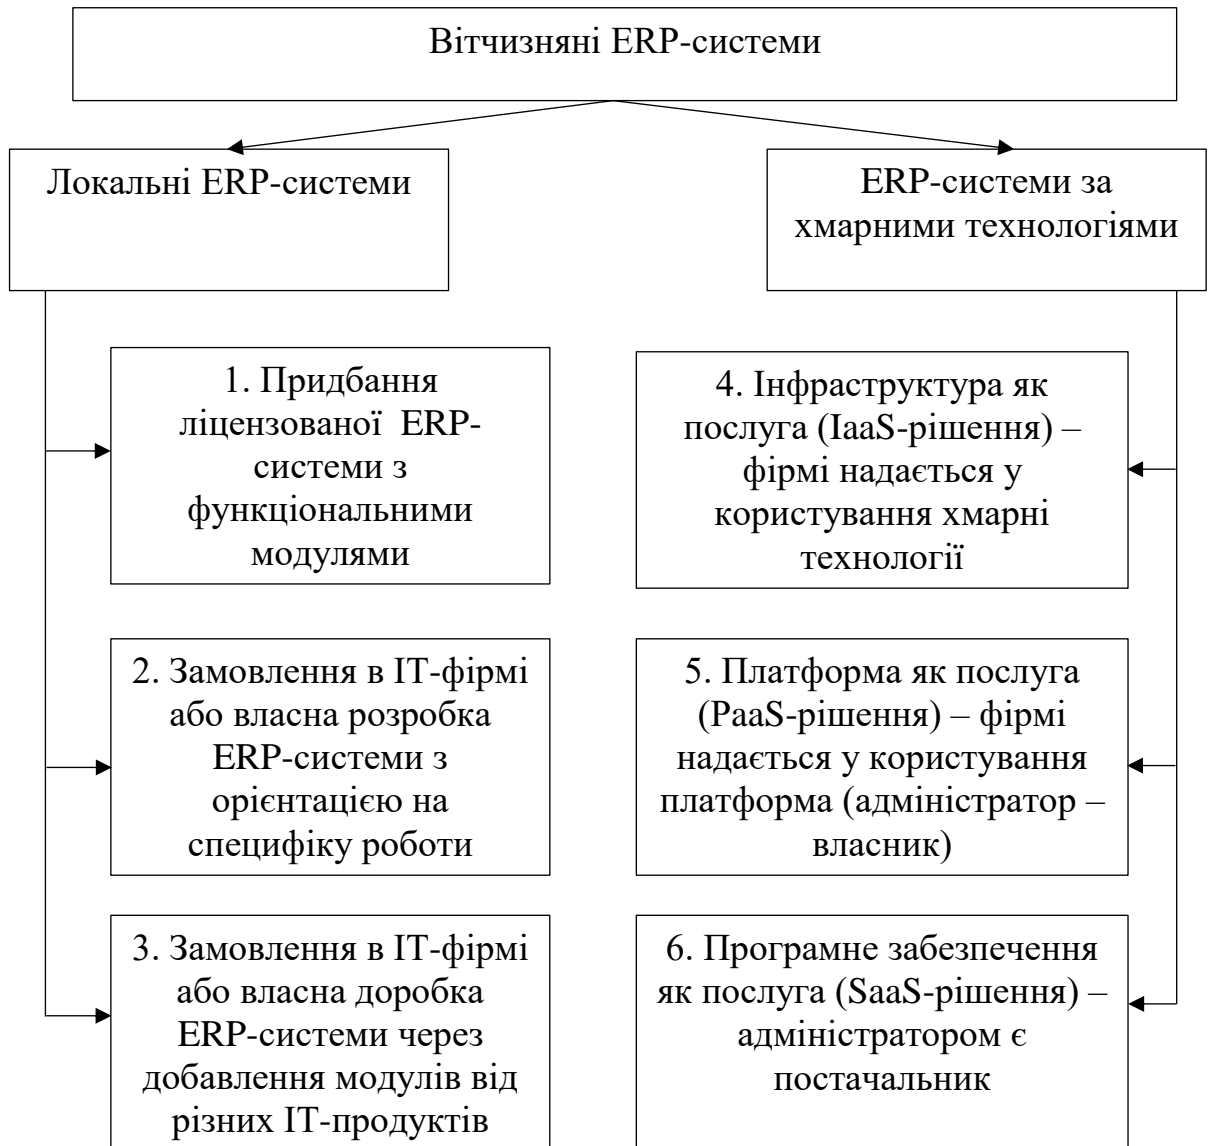 Вітчизняні ERP-системи
Локальні ERP-системи
ERP-системи за
хмарними технологіями
1. Придбання
ліцензованої ERP-
системи з
функціональними
модулями
2. Замовлення в ІТ-фірмі
або власна розробка
ERP-системи з
орієнтацією на
специфіку роботи
3. Замовлення в ІТ-фірмі
або власна доробка
ERP-системи через
добавлення модулів від
різних ІТ-продуктів
4. Інфраструктура як
послуга (IaaS-рішення) –
фірмі надається у
користування хмарні
технології
5. Платформа як послуга
(PaaS-рішення) – фірмі
надається у користування
платформа (адміністратор –
власник)
6. Програмне забезпечення
як послуга (SaaS-рішення) –
адміністратором є
постачальник